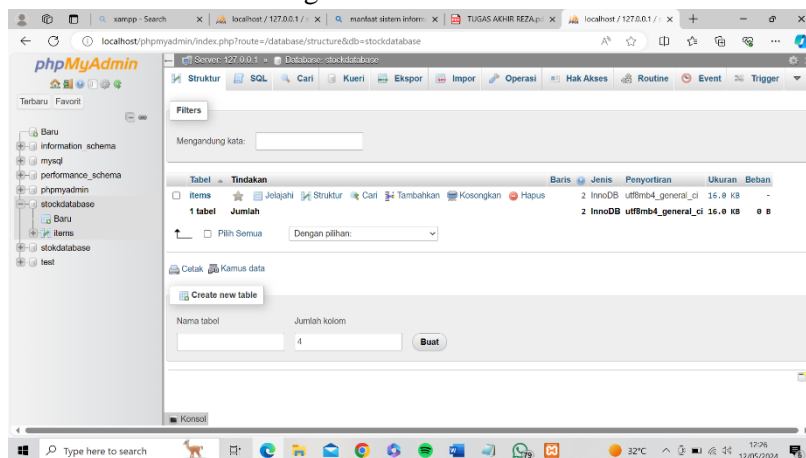 xampp - Search
localhost / 127.0.0.1 /
manfaat sistem inform
TUGAS AKHIR REZA.p
localhost / 127.0.0.1 /
localhost/phpmyadmin/index.php?route=/database/structure&db=stockdatabase
phpMyAdmin
Terbaru Favorit
Baru
information_schema
mysql
performance_schema
phpmyadmin
stockdatabase
Baru
items
stokdatabase
test
Server: 127.0.0.1 » Database: stockdatabase
Struktur SQL Cari Kueri Ekspor Impor Operasi Hak Akses Routine Event Trigger
Filters
Mengandung kata:
Tabel Tindakan Baris Jenis Penyortiran Ukuran Beban
items Jelajahi Struktur Cari Tambahkan Kosongkan Hapus 2 InnoDB utf8mb4_general_ci 16.0 KB -
1 tabel Jumlah 2 InnoDB utf8mb4_general_ci 16.0 KB 0 B
Pilih Semua Dengan pilihan:
Cetak Kamus data
Create new table
Nama tabel Jumlah kolom
4 Buat
Konsol
Type here to search 79 32°C 12:26
12/05/2024